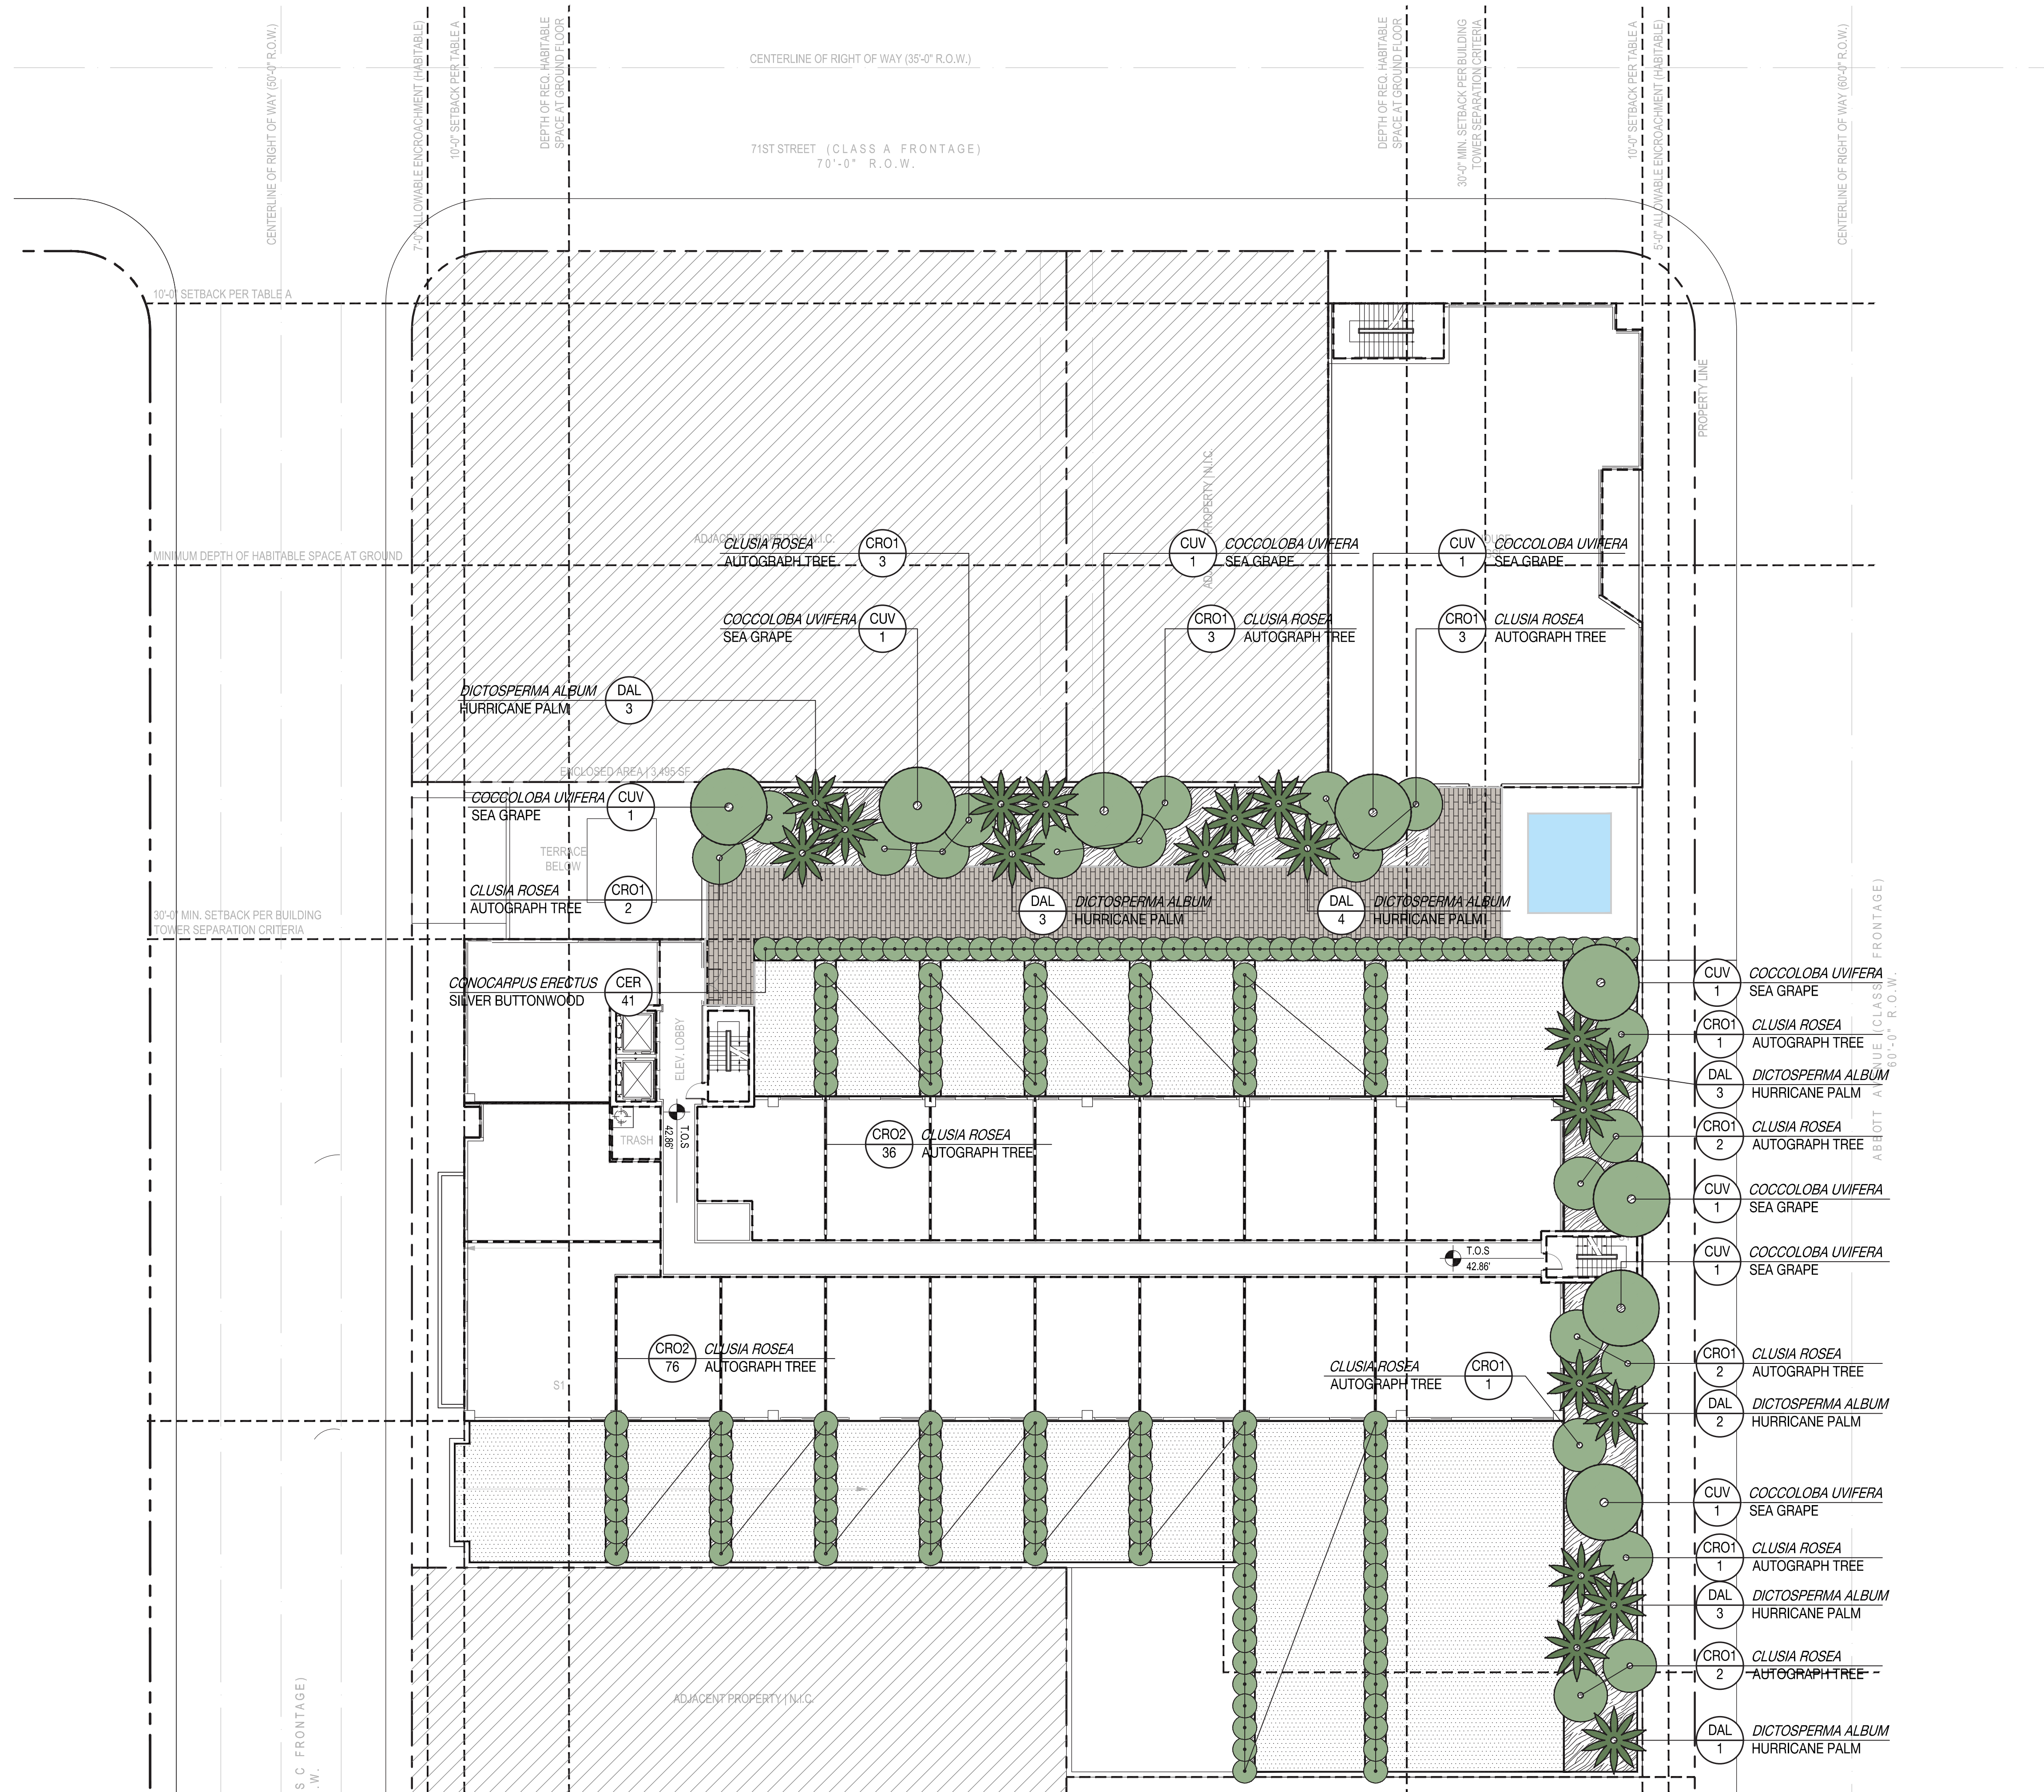 CENTERLINE OF RIGHT OF WAY (50'-0" R.O.W.)
7'-0" ALLOWABLE ENCROACHMENT (HABITABLE)
10'-0" SETBACK PER TABLE A
DEPTH OF REQ. HABITABLE
SPACE AT GROUND FLOOR
CENTERLINE OF RIGHT OF WAY (35'-0" R.O.W.)
71ST STREET (CLASS A FRONTAGE)
70'-0" R.O.W.
DEPTH OF REQ. HABITABLE
SPACE AT GROUND FLOOR
30'-0" MIN. SETBACK PER BUILDING
TOWER SEPARATION CRITERIA
10'-0" SETBACK PER TABLE A
5'-0" ALLOWABLE ENCROACHMENT (HABITABLE)
CENTERLINE OF RIGHT OF WAY (60'-0" R.O.W.)
10'-0" SETBACK PER TABLE A
PROPERTY LINE
MINIMUM DEPTH OF HABITABLE SPACE AT GROUND
ADJACENT PROPERTY | N.I.C.
CLUSIA ROSEA
AUTOGRAPH TREE
CRO1
3
PROPERTY | N.I.C.
CUV
1
COCCOLOBA UVIFERA
SEA GRAPE
CUV
1
COCCOLOBA UVIFERA
SEA GRAPE
COCCOLOBA UVIFERA
SEA GRAPE
CUV
1
CRO1
3
CLUSIA ROSEA
AUTOGRAPH TREE
CRO1
3
CLUSIA ROSEA
AUTOGRAPH TREE
DICTOSPERMA ALBUM
HURRICANE PALM
DAL
3
ENCLOSED AREA | 3,495 SF
COCCOLOBA UVIFERA
SEA GRAPE
CUV
1
TERRACE
BELOW
CLUSIA ROSEA
AUTOGRAPH TREE
CRO1
2
DAL
3
DICTOSPERMA ALBUM
HURRICANE PALM
DAL
4
DICTOSPERMA ALBUM
HURRICANE PALM
30'-0" MIN. SETBACK PER BUILDING
TOWER SEPARATION CRITERIA
CONOCARPUS ERECTUS
SILVER BUTTONWOOD
CER
41
ELEV. LOBBY
TRASH
T.O.S
42.86'
CRO2
36
CLUSIA ROSEA
AUTOGRAPH TREE
T.O.S
42.86'
CUV
1
COCCOLOBA UVIFERA
SEA GRAPE
CRO1
1
CLUSIA ROSEA
AUTOGRAPH TREE
DAL
3
DICTOSPERMA ALBUM
HURRICANE PALM
CRO1
2
CLUSIA ROSEA
AUTOGRAPH TREE
CUV
1
COCCOLOBA UVIFERA
SEA GRAPE
CUV
1
COCCOLOBA UVIFERA
SEA GRAPE
ABBOTT AVENUE (CLASS FRONTAGE)
60'-0" R.O.W.
CRO2
76
CLUSIA ROSEA
AUTOGRAPH TREE
S1
CLUSIA ROSEA
AUTOGRAPH TREE
CRO1
1
CRO1
2
CLUSIA ROSEA
AUTOGRAPH TREE
DAL
2
DICTOSPERMA ALBUM
HURRICANE PALM
CUV
1
COCCOLOBA UVIFERA
SEA GRAPE
CRO1
1
CLUSIA ROSEA
AUTOGRAPH TREE
DAL
3
DICTOSPERMA ALBUM
HURRICANE PALM
CRO1
2
CLUSIA ROSEA
AUTOGRAPH TREE
DAL
1
DICTOSPERMA ALBUM
HURRICANE PALM
ADJACENT PROPERTY | N.I.C.
S C FRONTAGE)
.W.